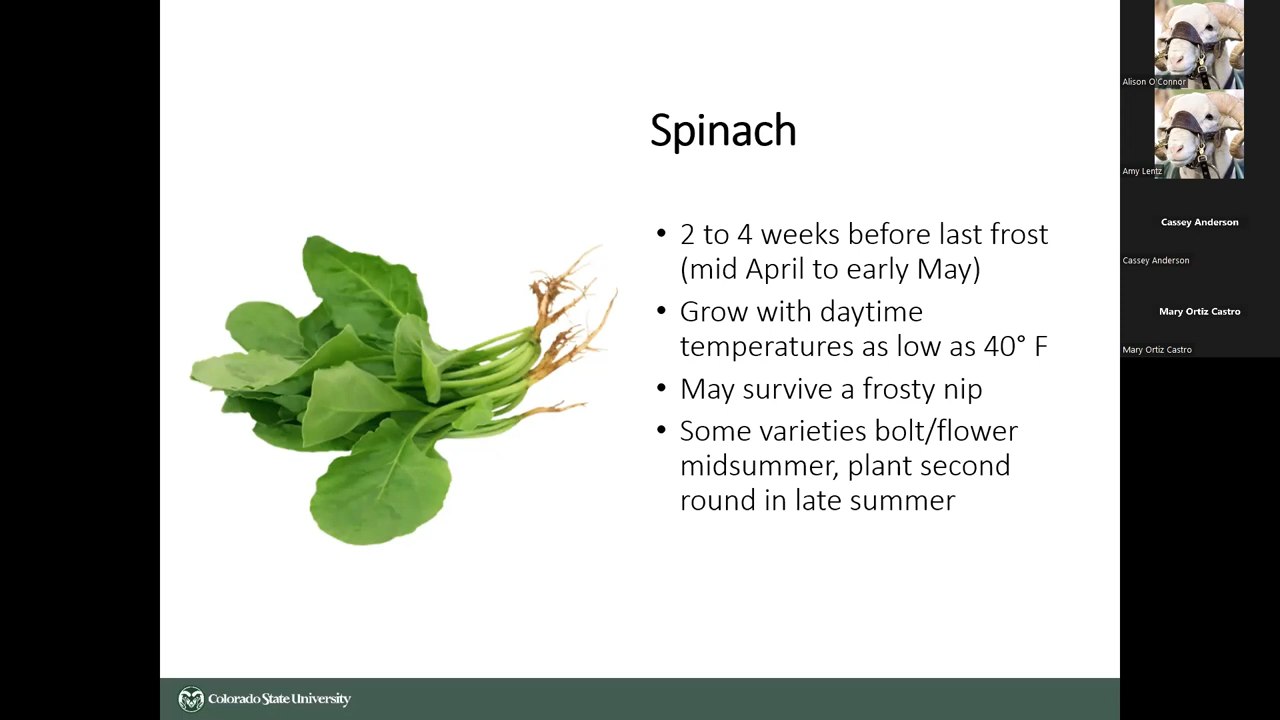 Spinach
• 2 to 4 weeks before last frost
(mid April to early May)
• Grow with daytime
temperatures as low as 40° F
• May survive a frosty nip
• Some varieties bolt/flower
midsummer, plant second
round in late summer
Colorado State University
Alison O'Connor
Amy Lentz
Cassey Anderson
Cassey Anderson
Mary Ortiz Castro
Mary Ortiz Castro